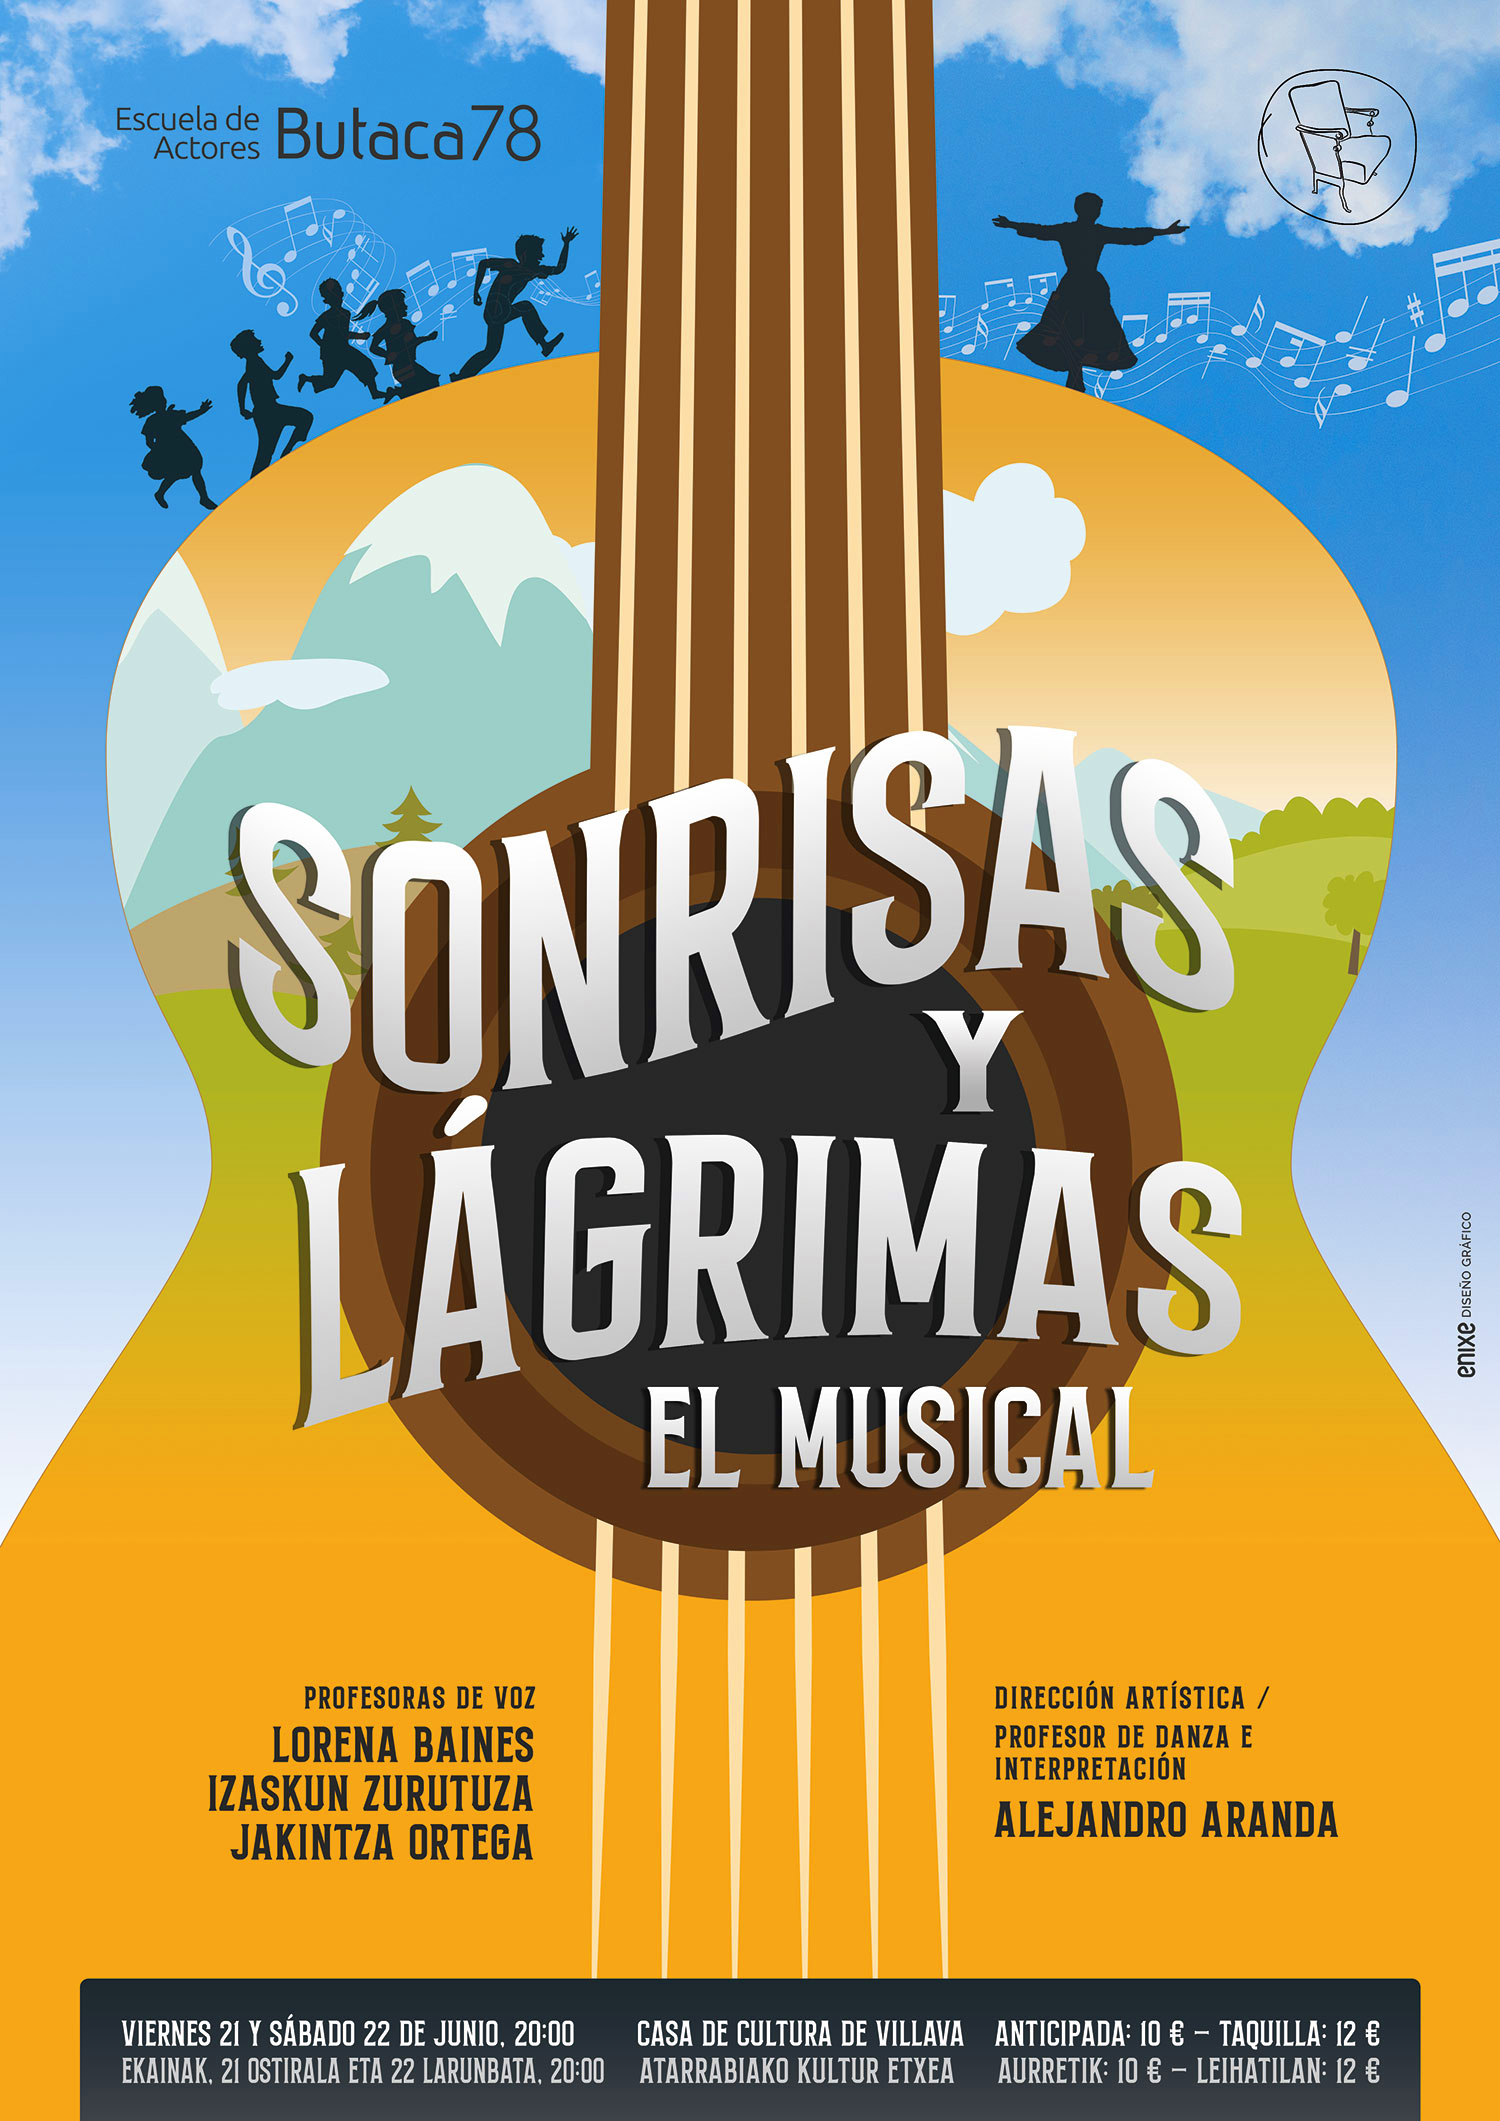 Escuela de
Actores
Butaca78
SONRISAS
Y
LÁGRIMAS
EL MUSICAL
enixe DISEÑO GRÁFICO
PROFESORAS DE VOZ
LORENA BAINES
IZASKUN ZURUTUZA
JAKINTZA ORTEGA
DIRECCIÓN ARTÍSTICA /
PROFESOR DE DANZA E
INTERPRETACIÓN
ALEJANDRO ARANDA
VIERNES 21 Y SÁBADO 22 DE JUNIO, 20:00
EKAINAK, 21 OSTIRALA ETA 22 LARUNBATA, 20:00
CASA DE CULTURA DE VILLAVA
ATARRABIAKO KULTUR ETXEA
ANTICIPADA: 10 € – TAQUILLA: 12 €
AURRETIK: 10 € – LEIHATILAN: 12 €